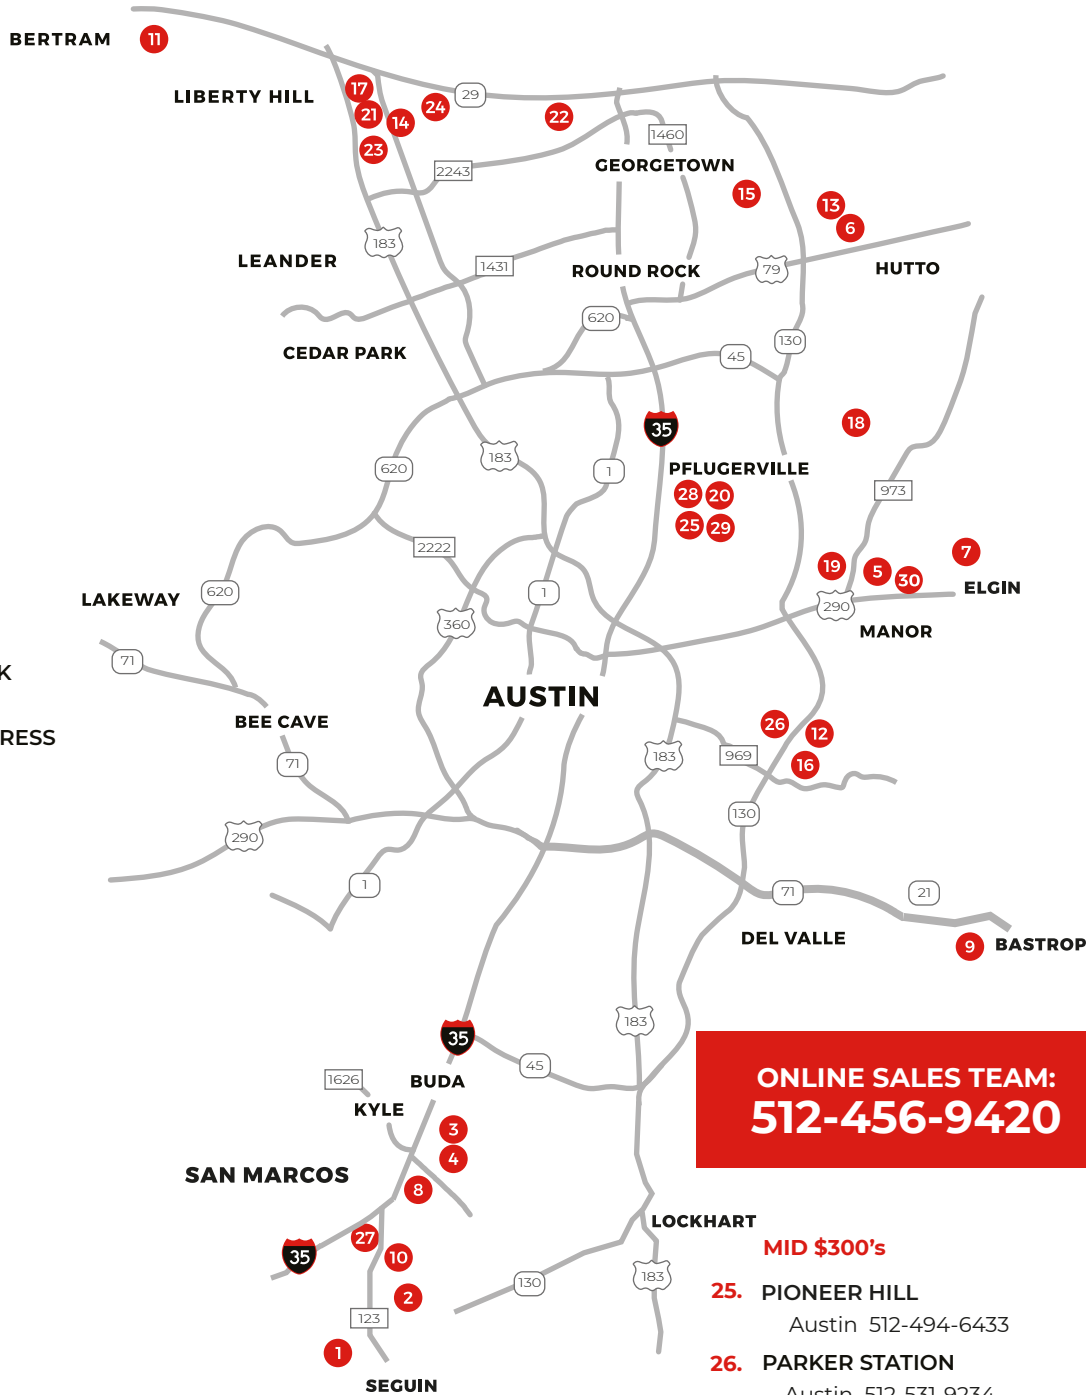 BERTRAM
11
LIBERTY HILL
17
21
14
24
29
22
23
2243
1460
GEORGETOWN
15
13
6
183
LEANDER
1431
ROUND ROCK
79
HUTTO
620
CEDAR PARK
45
130
18
35
183
620
1
PFLUGERVILLE
28
20
25
29
973
2222
7
19
5
30
ELGIN
LAKEWAY
620
1
360
290
MANOR
71
K
AUSTIN
BEE CAVE
26
12
RESS
183
969
16
71
130
290
1
71
21
DEL VALLE
9
BASTROP
183
35
45
ONLINE SALES TEAM:
512-456-9420
1626
BUDA
KYLE
3
4
SAN MARCOS
8
LOCKHART
27
10
35
MID $300's
183
130
2
25. PIONEER HILL
Austin 512-494-6433
123
1
26. PARKER STATION
SEGUIN
Austin 512-531-9234